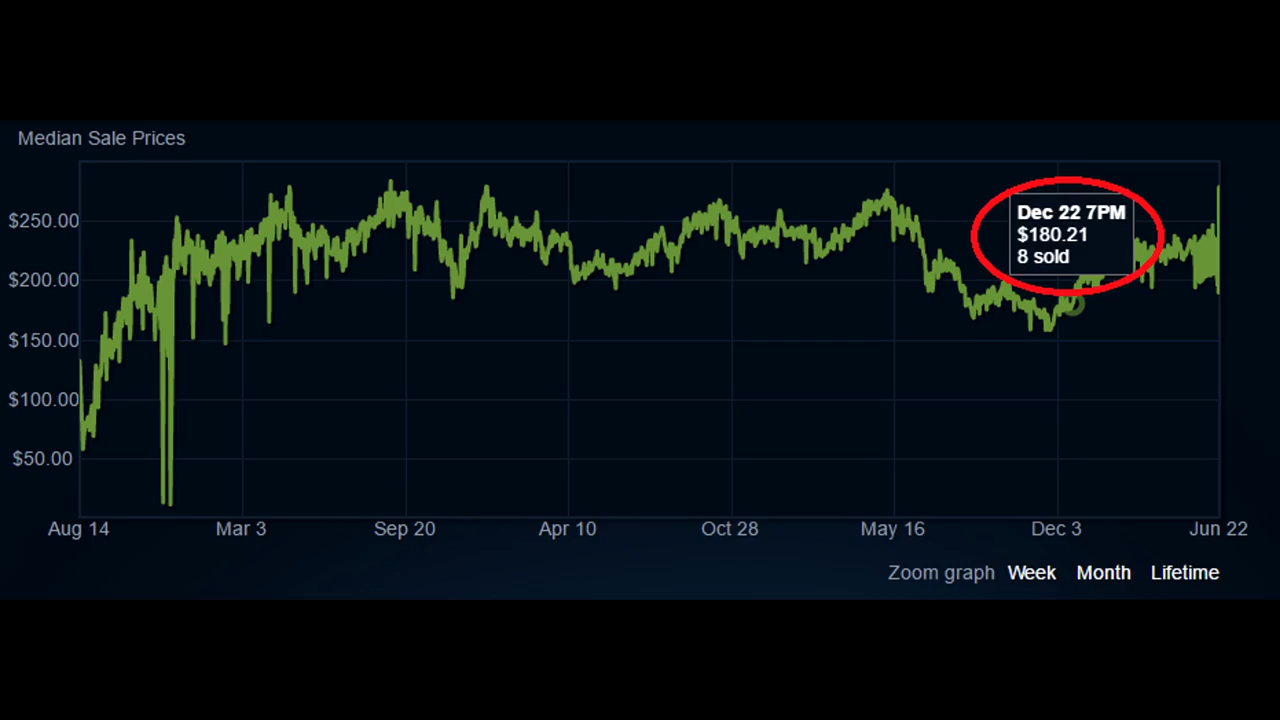 Median Sale Prices
$250.00
$200.00
$150.00
$100.00
$50.00
Dec 22 7PM
$180.21
8 sold
Aug 14 Mar 3 Sep 20 Apr 10 Oct 28 May 16 Dec 3 Jun 22
Zoom graph Week Month Lifetime